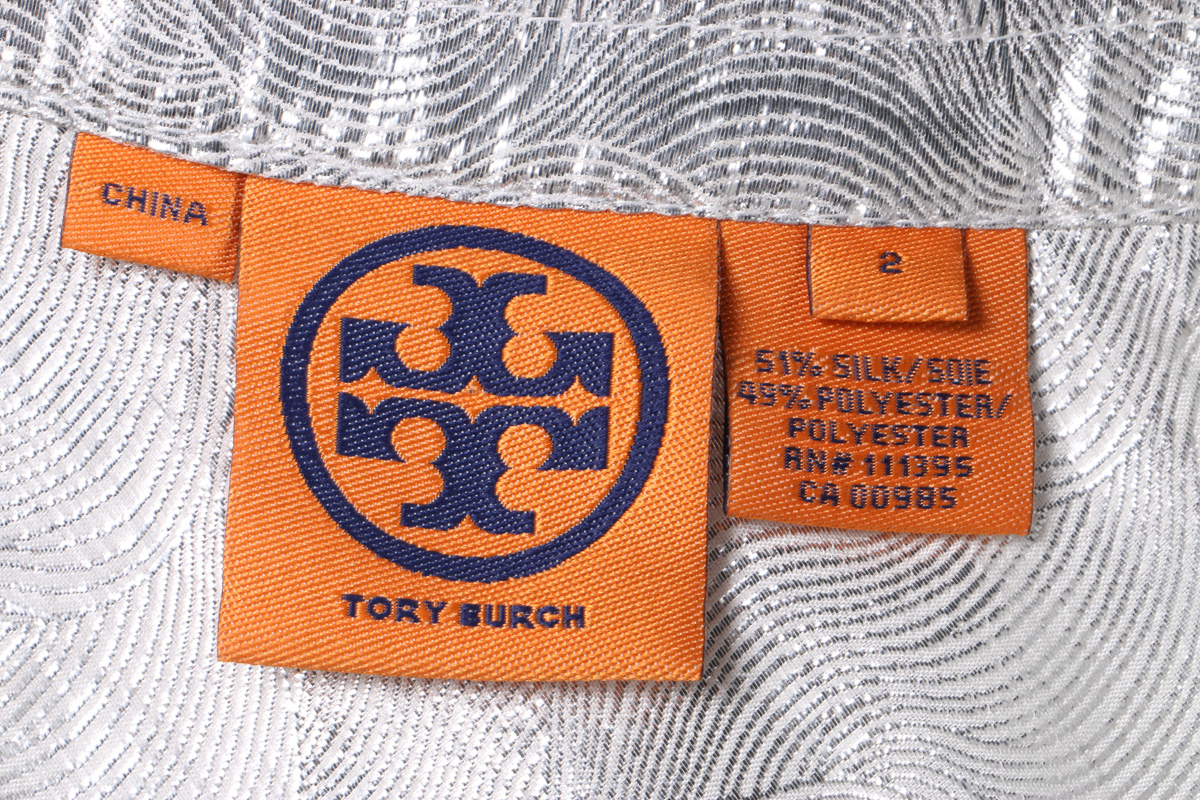 CHINA
TORY BURCH
2
51% SILK/SOIE
49% POLYESTER/
POLYESTER
RN# 111395
CA 00985